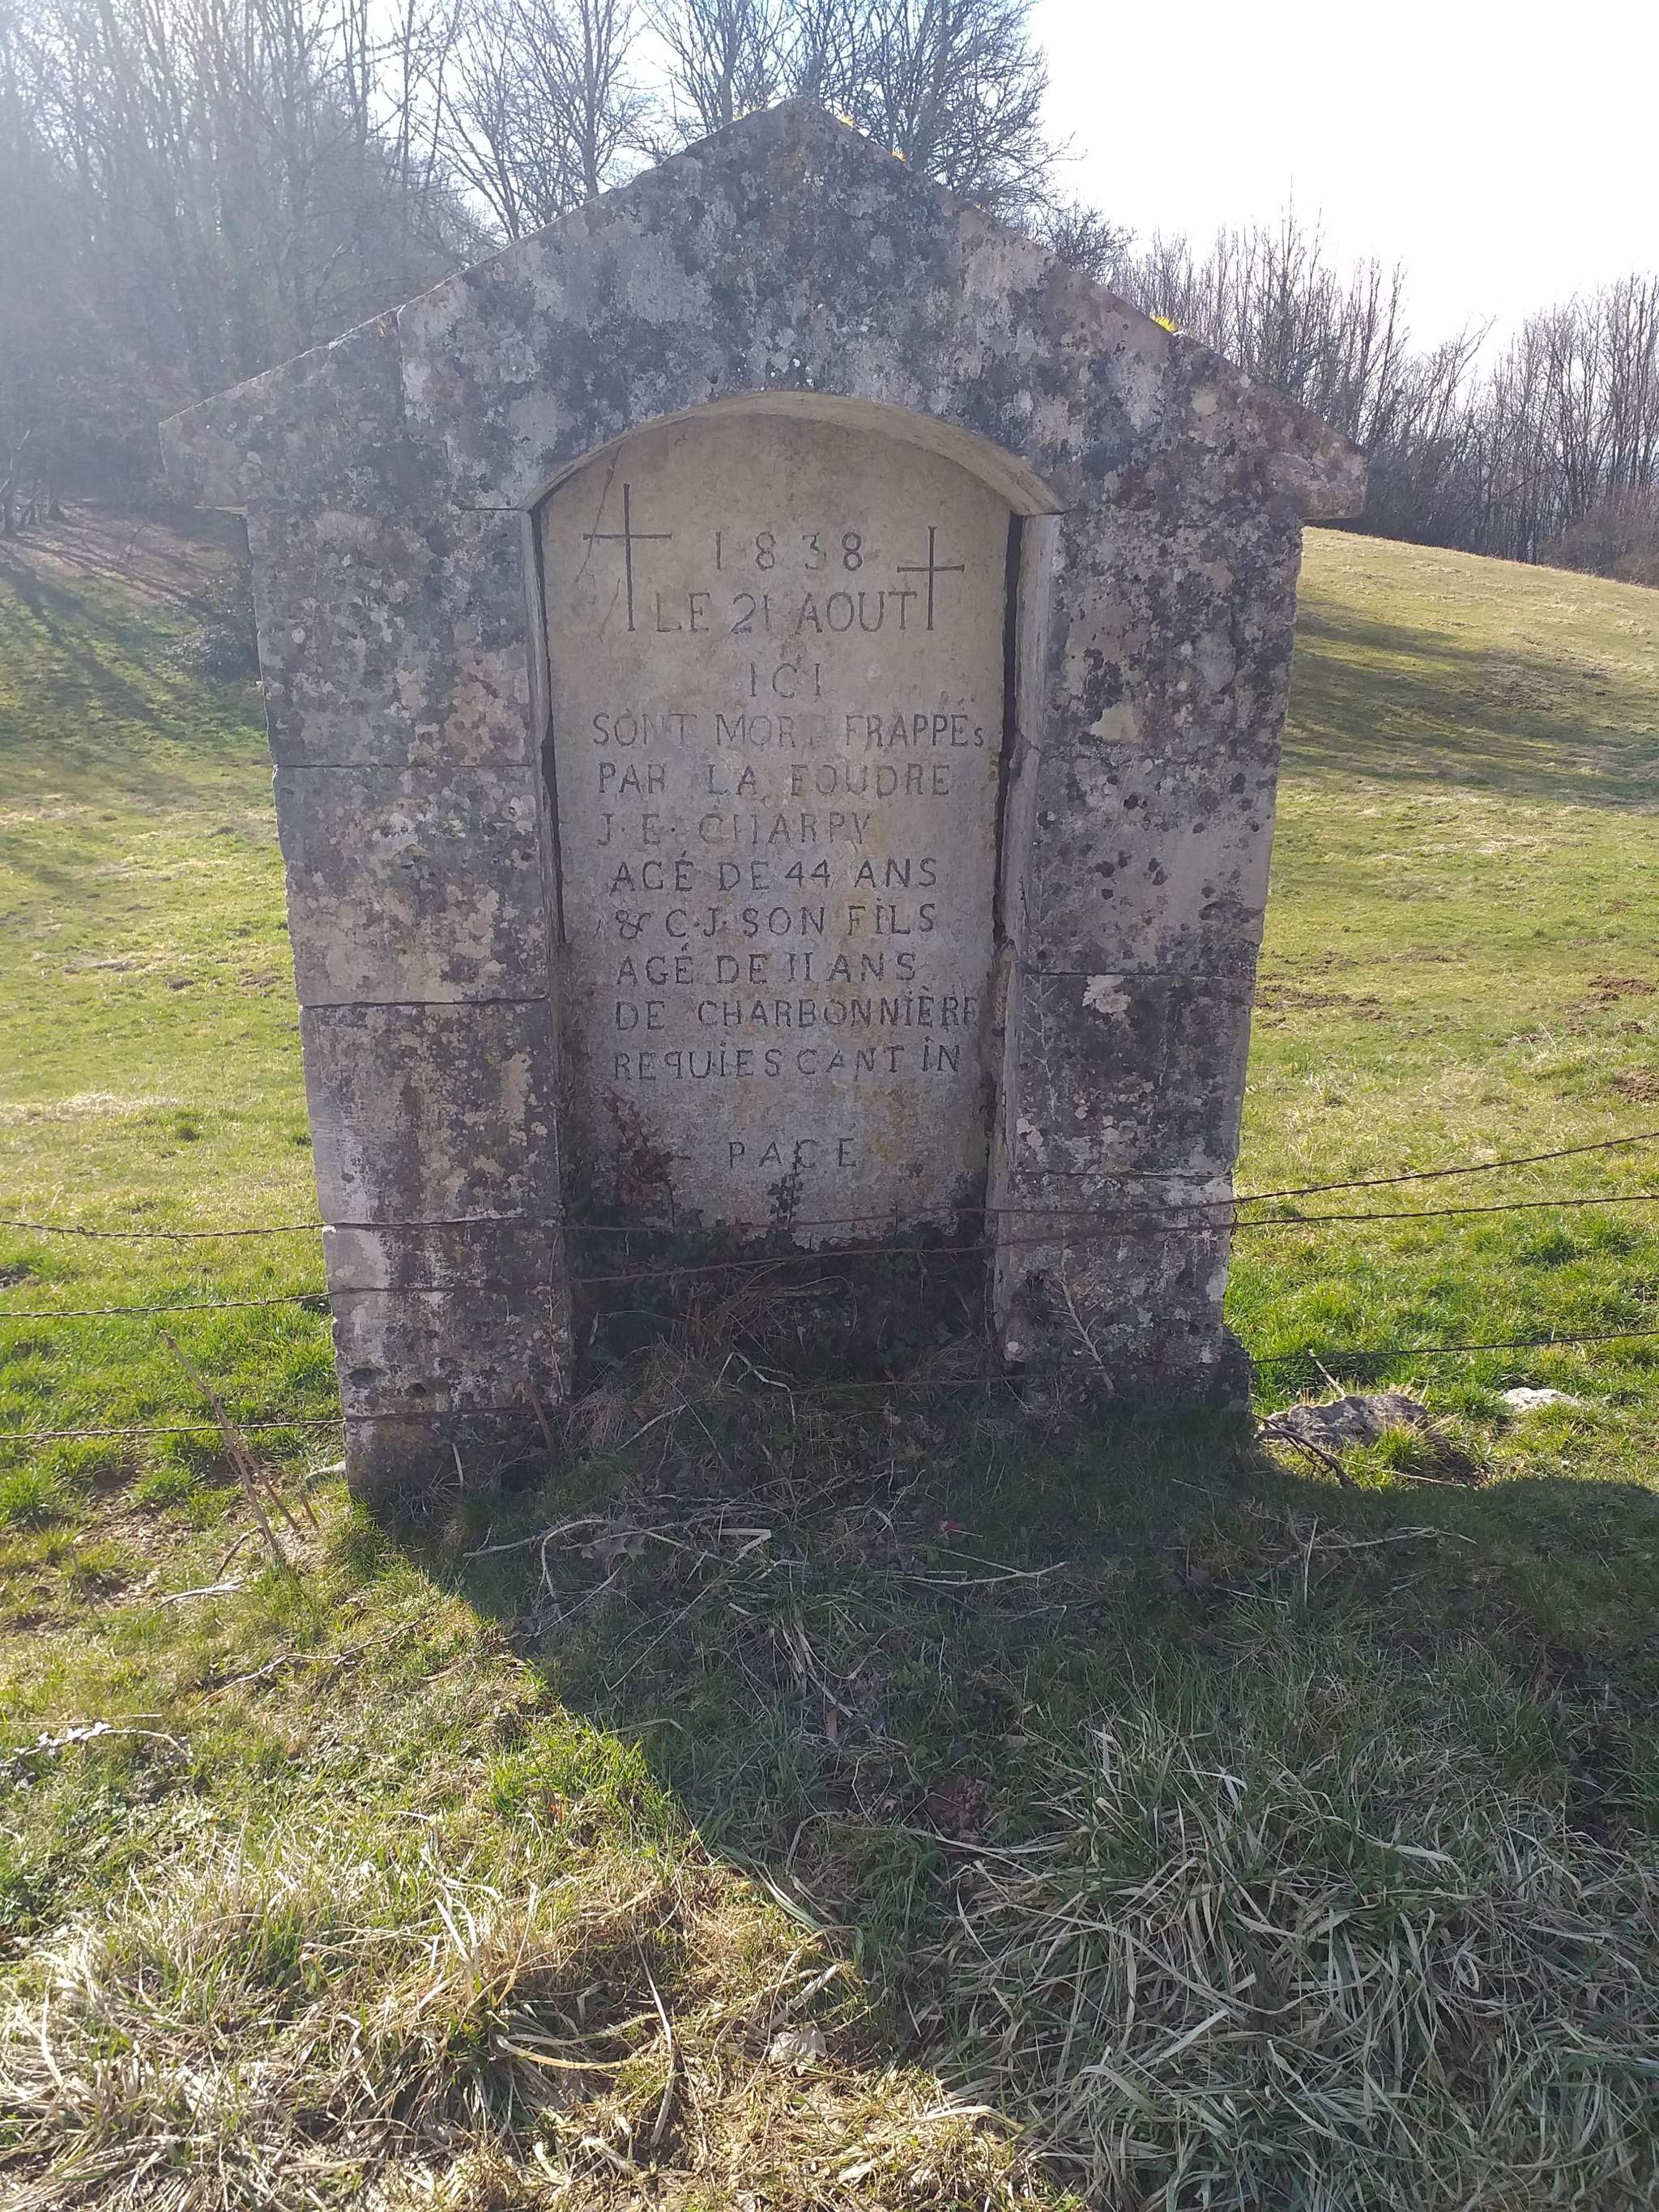 1838
LE 21 AOUT
ICI
SONT MORT FRAPPÉs
PAR LA FOUDRE
J. E. CHARPY
AGÉ DE 44 ANS
& C. J. SON FILS
AGÉ DE 11 ANS
DE CHARBONNIÈRE
REQUIESCANT IN
PACE